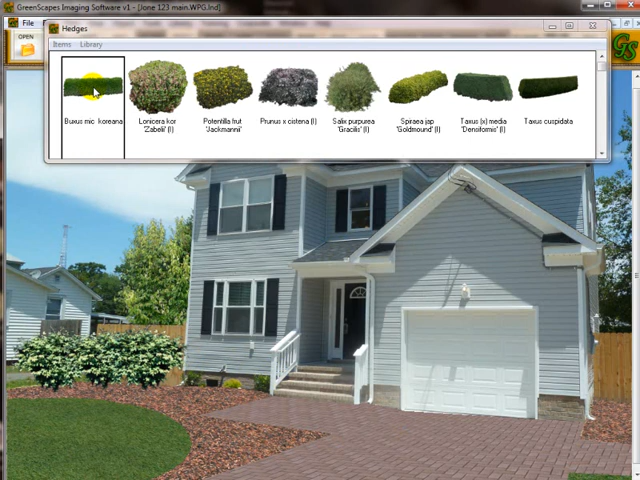 GreenScapes Imaging Software v1 - [Jone 123 main.WPG.lnd]
File
OPEN
GS
Hedges
Items Library
Buxus mic koreana
Lonicera kor 'Zabelii' (l)
Potentilla frut 'Jackmannii'
Prunus x cistena (l)
Salix purpurea 'Gracilis' (l)
Spiraea jap 'Goldmound' (l)
Taxus (x) media 'Densiformis' (l)
Taxus cuspidata